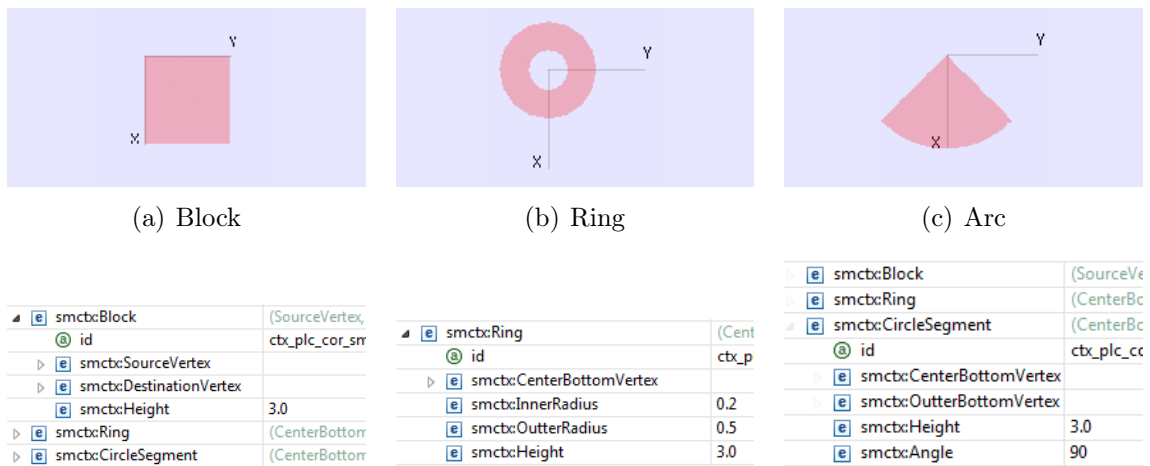 Y
X
(a) Block
Y
X
(b) Ring
Y
X
(c) Arc
e smctx:Block (SourceVertex,
a id ctx_plc_cor_sm
e smctx:SourceVertex
e smctx:DestinationVertex
e smctx:Height 3.0
e smctx:Ring (CenterBottom
e smctx:CircleSegment (CenterBottom
e smctx:Ring (Cent
a id ctx_p
e smctx:CenterBottomVertex
e smctx:InnerRadius 0.2
e smctx:OutterRadius 0.5
e smctx:Height 3.0
e smctx:Block (SourceVe
e smctx:Ring (CenterBo
e smctx:CircleSegment (CenterBo
a id ctx_plc_co
e smctx:CenterBottomVertex
e smctx:OutterBottomVertex
e smctx:Height 3.0
e smctx:Angle 90